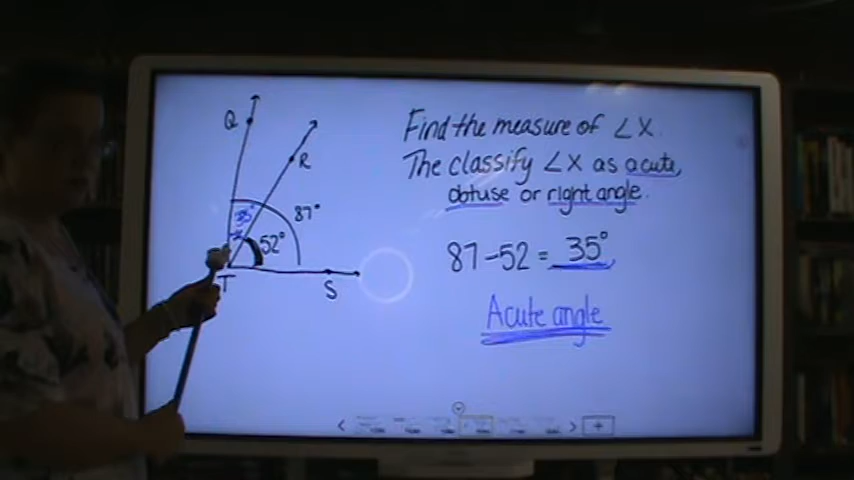 Q
R
35°
x
87°
52°
T
S
Find the measure of ∠X.
The classify ∠X as acute,
obtuse or right angle.
87-52 = 35°
Acute angle